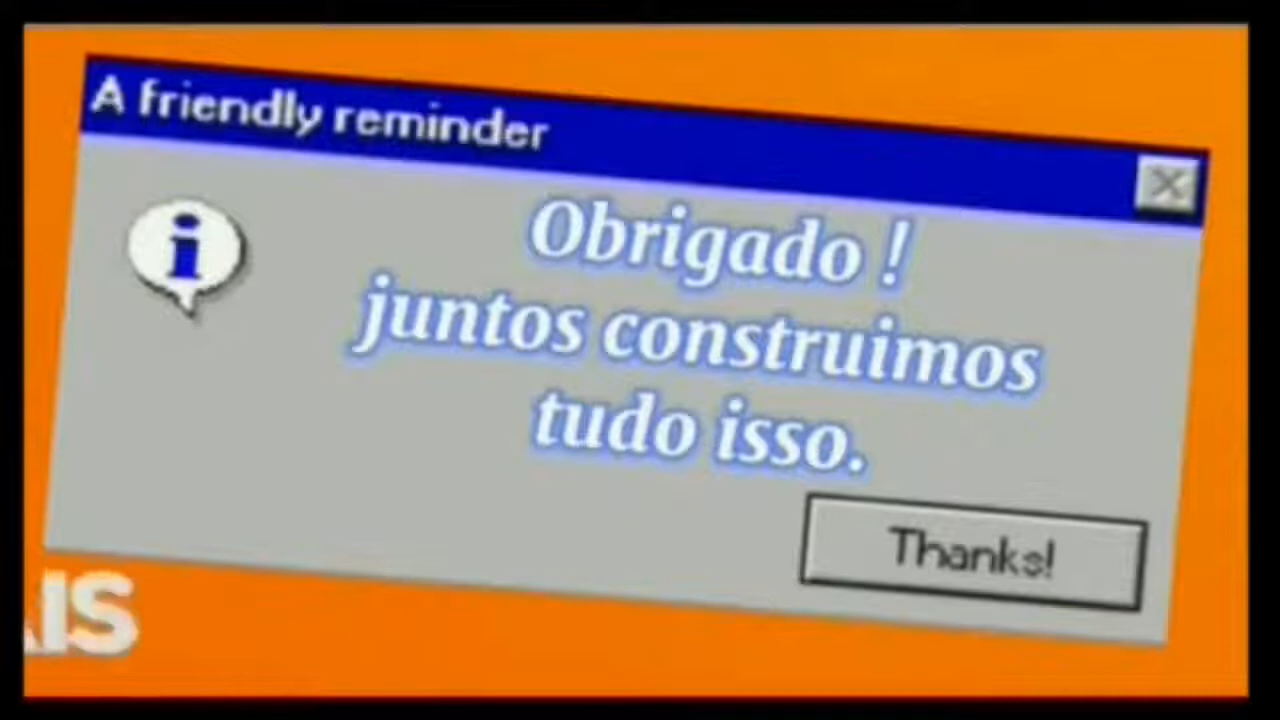 A friendly reminder
Obrigado !
juntos construimos
tudo isso.
Thanks!